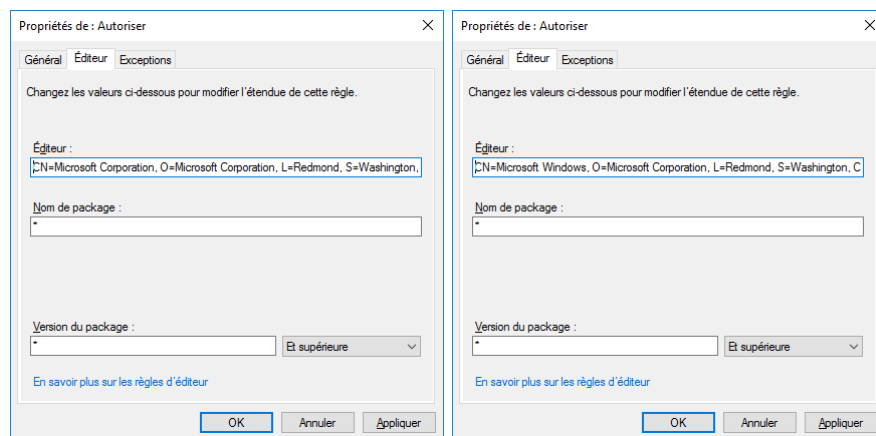 Propriétés de : Autoriser
Général Éditeur Exceptions
Changez les valeurs ci-dessous pour modifier l'étendue de cette règle.
Éditeur :
CN=Microsoft Corporation, O=Microsoft Corporation, L=Redmond, S=Washington,
Nom de package :
*
Version du package :
* Et supérieure
En savoir plus sur les règles d'éditeur
OK Annuler Appliquer
Propriétés de : Autoriser
Général Éditeur Exceptions
Changez les valeurs ci-dessous pour modifier l'étendue de cette règle.
Éditeur :
CN=Microsoft Windows, O=Microsoft Corporation, L=Redmond, S=Washington, C
Nom de package :
*
Version du package :
* Et supérieure
En savoir plus sur les règles d'éditeur
OK Annuler Appliquer